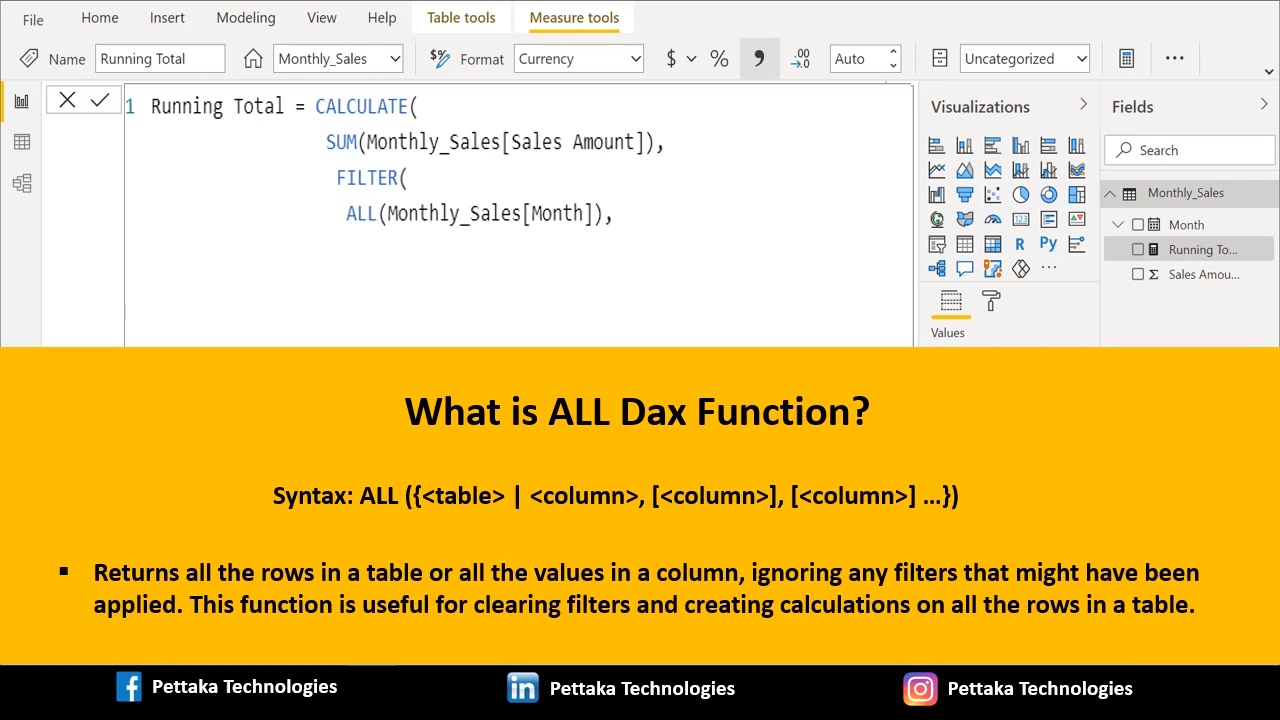 File Home Insert Modeling View Help Table tools Measure tools
Name Running Total Monthly_Sales Format Currency $ % , .00 →.0 Auto Uncategorized ...
1 Running Total = CALCULATE(
SUM(Monthly_Sales[Sales Amount]),
FILTER(
ALL(Monthly_Sales[Month]),
Visualizations
R Py
Values
Fields
Search
Monthly_Sales
Month
Running To...
Σ Sales Amou...
What is ALL Dax Function?
Syntax: ALL ({<table> | <column>, [<column>], [<column>] ...})
▪ Returns all the rows in a table or all the values in a column, ignoring any filters that might have been
applied. This function is useful for clearing filters and creating calculations on all the rows in a table.
Pettaka Technologies Pettaka Technologies Pettaka Technologies